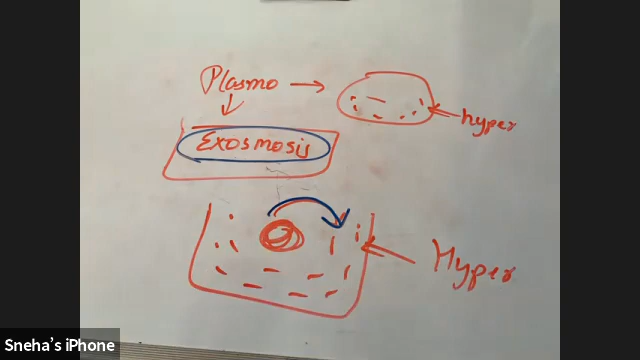 Plasmo →
hyper
Exosmosis
Hyper
Sneha's iPhone